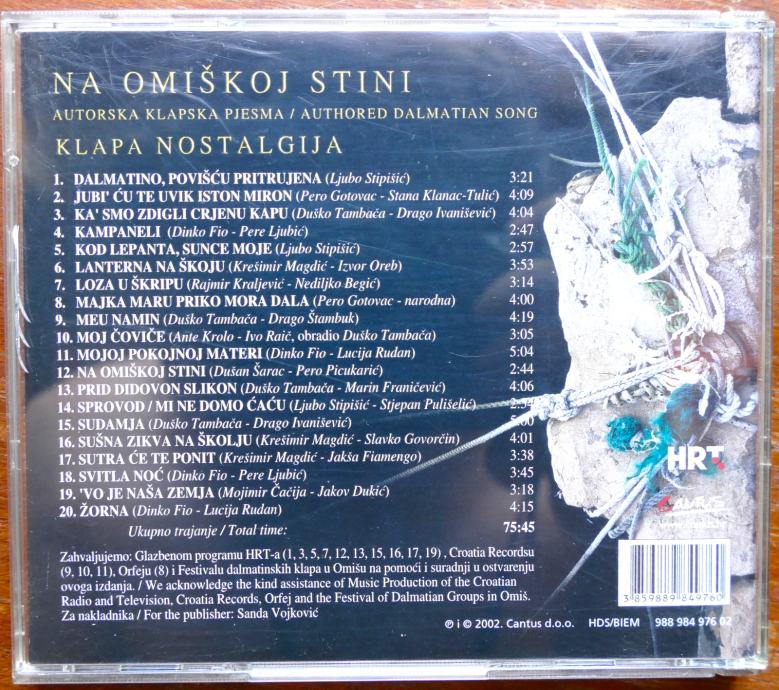 NA OMIŠKOJ STINI
AUTORSKA KLAPSKA PJESMA / AUTHORED DALMATIAN SONG
KLAPA NOSTALGIJA
1. DALMATINO, POVIŠĆU PRITRUJENA (Ljubo Stipišić) 3:21
2. JUBI' ĆU TE UVIK ISTON MIRON (Pero Gotovac - Stana Klanac-Tulić) 4:09
3. KA' SMO ZDIGLI CRJENU KAPU (Duško Tambača - Drago Ivanišević) 4:04
4. KAMPANELI (Dinko Fio - Pere Ljubić) 2:47
5. KOD LEPANTA, SUNCE MOJE (Ljubo Stipišić) 2:57
6. LANTERNA NA ŠKOJU (Krešimir Magdić - Izvor Oreb) 3:53
7. LOZA U ŠKRIPU (Rajmir Kraljević - Nediljko Begić) 3:14
8. MAJKA MARU PRIKO MORA DALA (Pero Gotovac - narodna) 4:00
9. MEU NAMIN (Duško Tambača - Drago Štambuk) 4:19
10. MOJ ČOVIČE (Ante Krolo - Ivo Raič, obradio Duško Tambača) 3:05
11. MOJOJ POKOJNOJ MATERI (Dinko Fio - Lucija Rudan) 5:04
12. NA OMIŠKOJ STINI (Dušan Šarac - Pero Picukarić) 2:44
13. PRID DIDOVON SLIKON (Duško Tambača - Marin Franičević) 4:06
14. SPROVOD / MI NE DOMO ĆAĆU (Ljubo Stipišić - Stjepan Pulišelić) 2:54
15. SUDAMJA (Duško Tambača - Drago Ivanišević) :00
16. SUŠNA ZIKVA NA ŠKOLJU (Krešimir Magdić - Slavko Govorčin) 4:01
17. SUTRA ĆE TE PONIT (Krešimir Magdić - Jakša Fiamengo) 3:38
18. SVITLA NOĆ (Dinko Fio - Pere Ljubić) 3:45
19. 'VO JE NAŠA ZEMJA (Mojimir Čačija - Jakov Dukić) 3:18
20. ŽORNA (Dinko Fio - Lucija Rudan) 4:15
Ukupno trajanje / Total time: 75:45
Zahvaljujemo: Glazbenom programu HRT-a (1, 3, 5, 7, 12, 13, 15, 16, 17, 19) , Croatia Recordsu
(9, 10, 11), Orfeju (8) i Festivalu dalmatinskih klapa u Omišu na pomoći i suradnji u ostvarenju
ovoga izdanja. / We acknowledge the kind assistance of Music Production of the Croatian
Radio and Television, Croatia Records, Orfej and the Festival of Dalmatian Groups in Omiš.
Za nakladnika / For the publisher: Sanda Vojković
HRT
CANTUS
www.cantus.hr
3 859889 849760
℗ i © 2002. Cantus d.o.o. HDS/BIEM 988 984 976 02